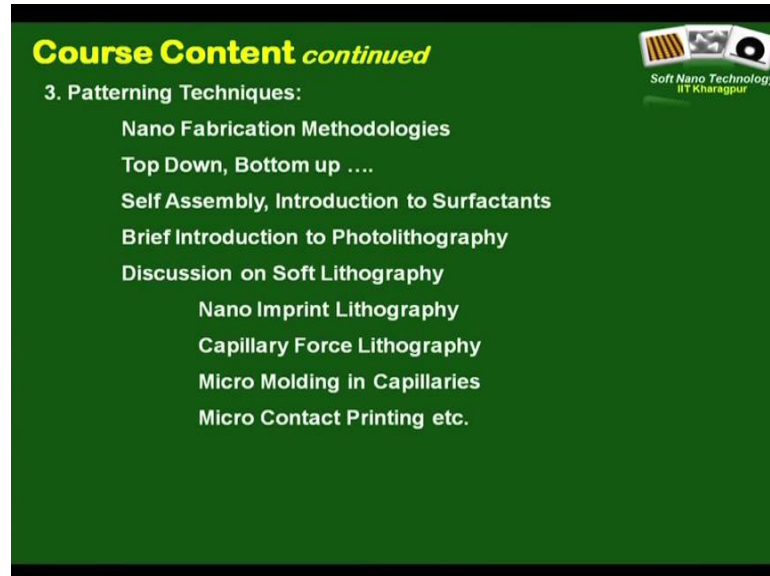 Course Content continued
Soft Nano Technology
IIT Kharagpur
3. Patterning Techniques:
Nano Fabrication Methodologies
Top Down, Bottom up ....
Self Assembly, Introduction to Surfactants
Brief Introduction to Photolithography
Discussion on Soft Lithography
Nano Imprint Lithography
Capillary Force Lithography
Micro Molding in Capillaries
Micro Contact Printing etc.